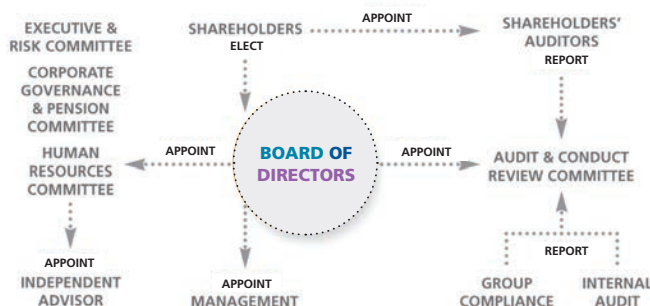 EXECUTIVE &
RISK COMMITTEE
CORPORATE
GOVERNANCE
& PENSION
COMMITTEE
HUMAN
RESOURCES
COMMITTEE
APPOINT
INDEPENDENT
ADVISOR
SHAREHOLDERS
ELECT
APPOINT
SHAREHOLDERS’
AUDITORS
REPORT
APPOINT
BOARD OF
DIRECTORS
APPOINT
AUDIT & CONDUCT
REVIEW COMMITTEE
APPOINT
MANAGEMENT
REPORT
GROUP
COMPLIANCE
INTERNAL
AUDIT